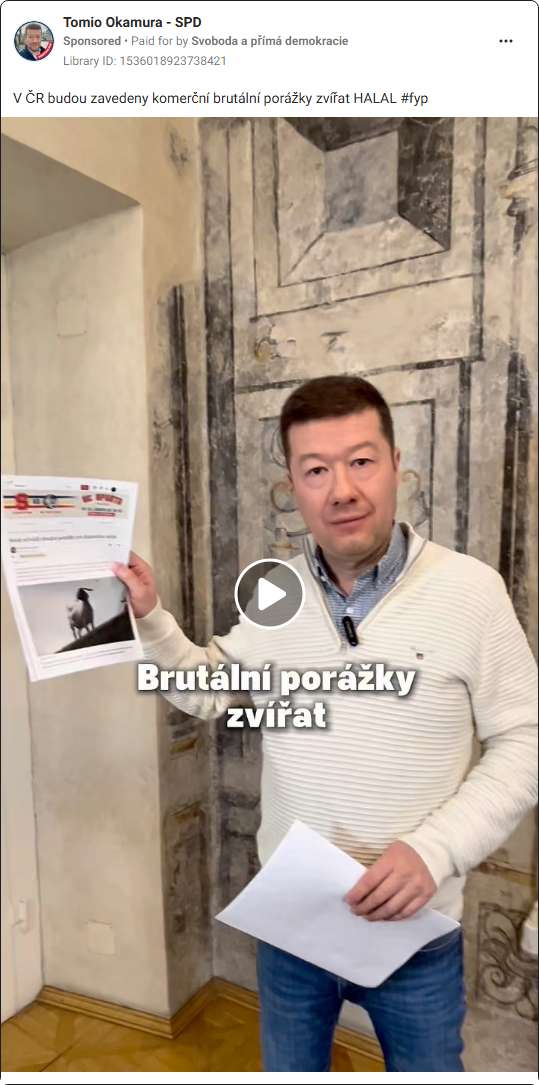 Tomio Okamura - SPD
Sponsored • Paid for by Svoboda a přímá demokracie
Library ID: 1536018923738421
V ČR budou zavedeny komerční brutální porážky zvířat HALAL #fyp
Brutální porážky
zvířat